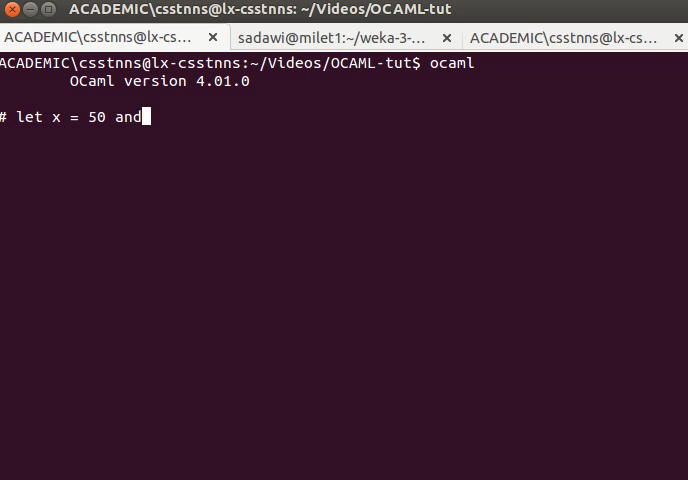 ACADEMIC\csstnns@lx-csstnns: ~/Videos/OCAML-tut
ACADEMIC\csstnns@lx-cs... sadawi@milet1:~/weka-3-... ACADEMIC\csstnns@lx-cs...
ACADEMIC\csstnns@lx-csstnns:~/Videos/OCAML-tut$ ocaml
OCaml version 4.01.0
# let x = 50 and